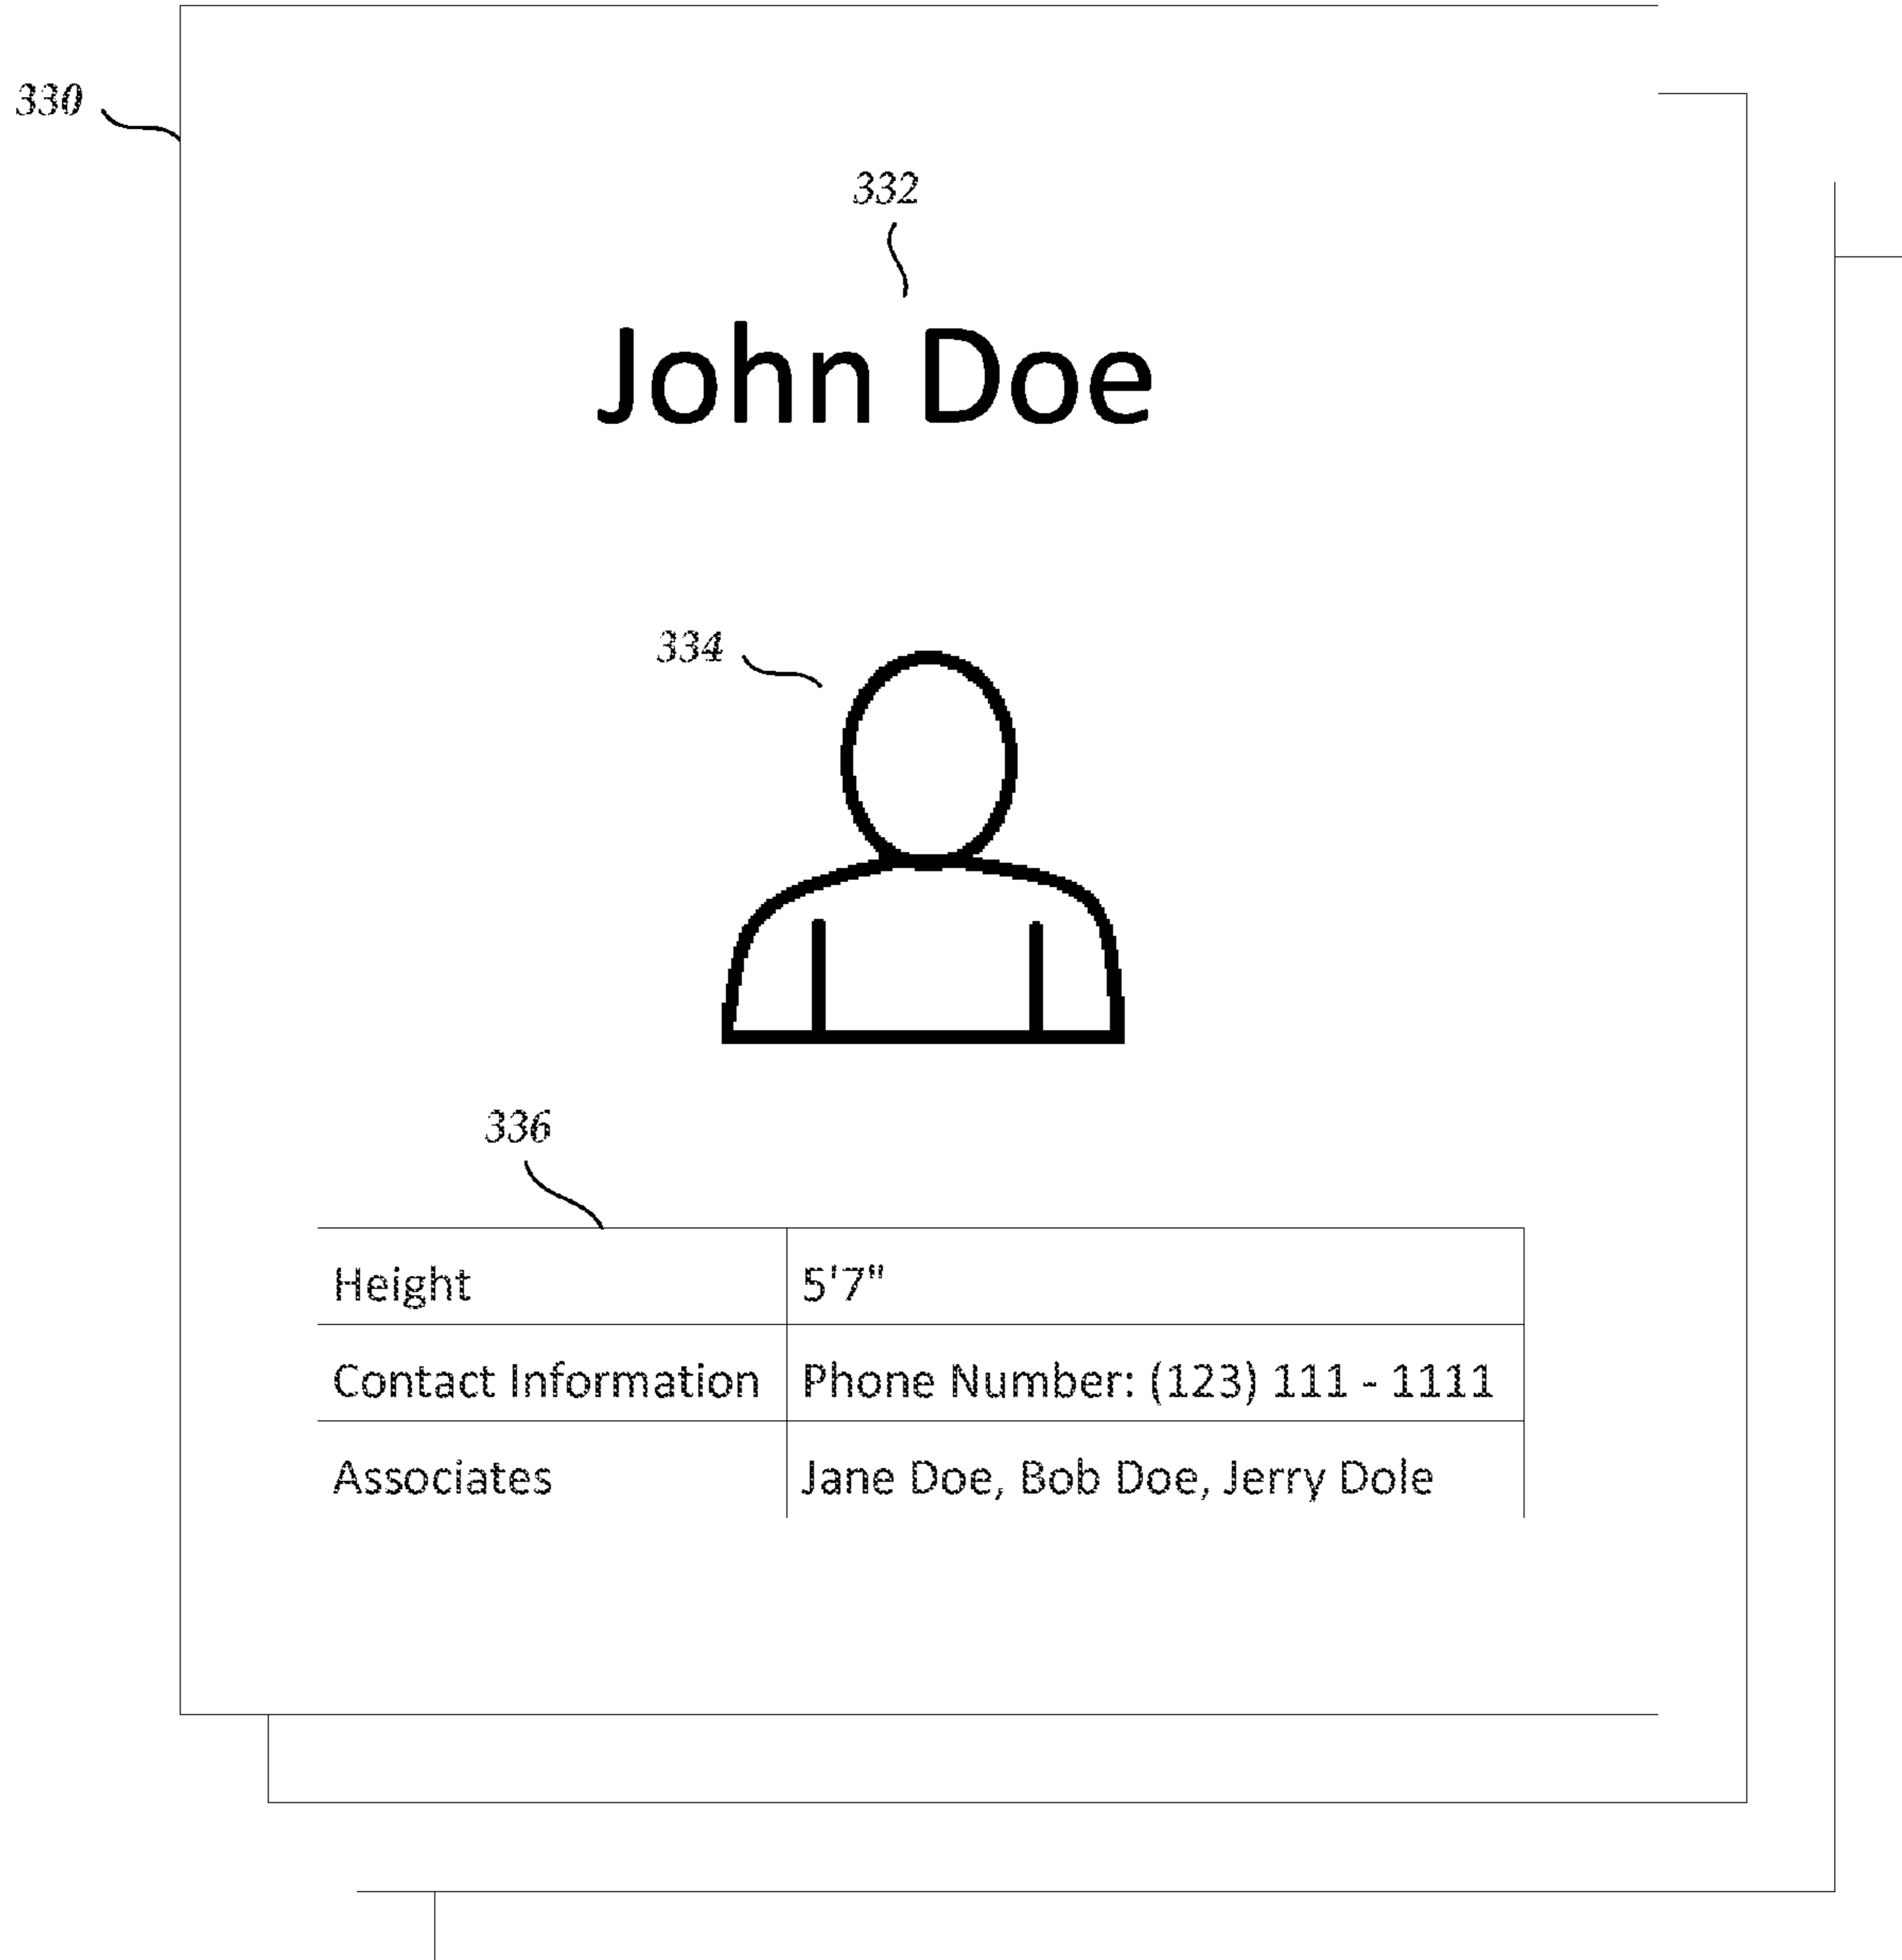 330
332
John Doe
334
336
Height 5'7"
Contact Information Phone Number: (123) 111 - 1111
Associates Jane Doe, Bob Doe, Jerry Dole